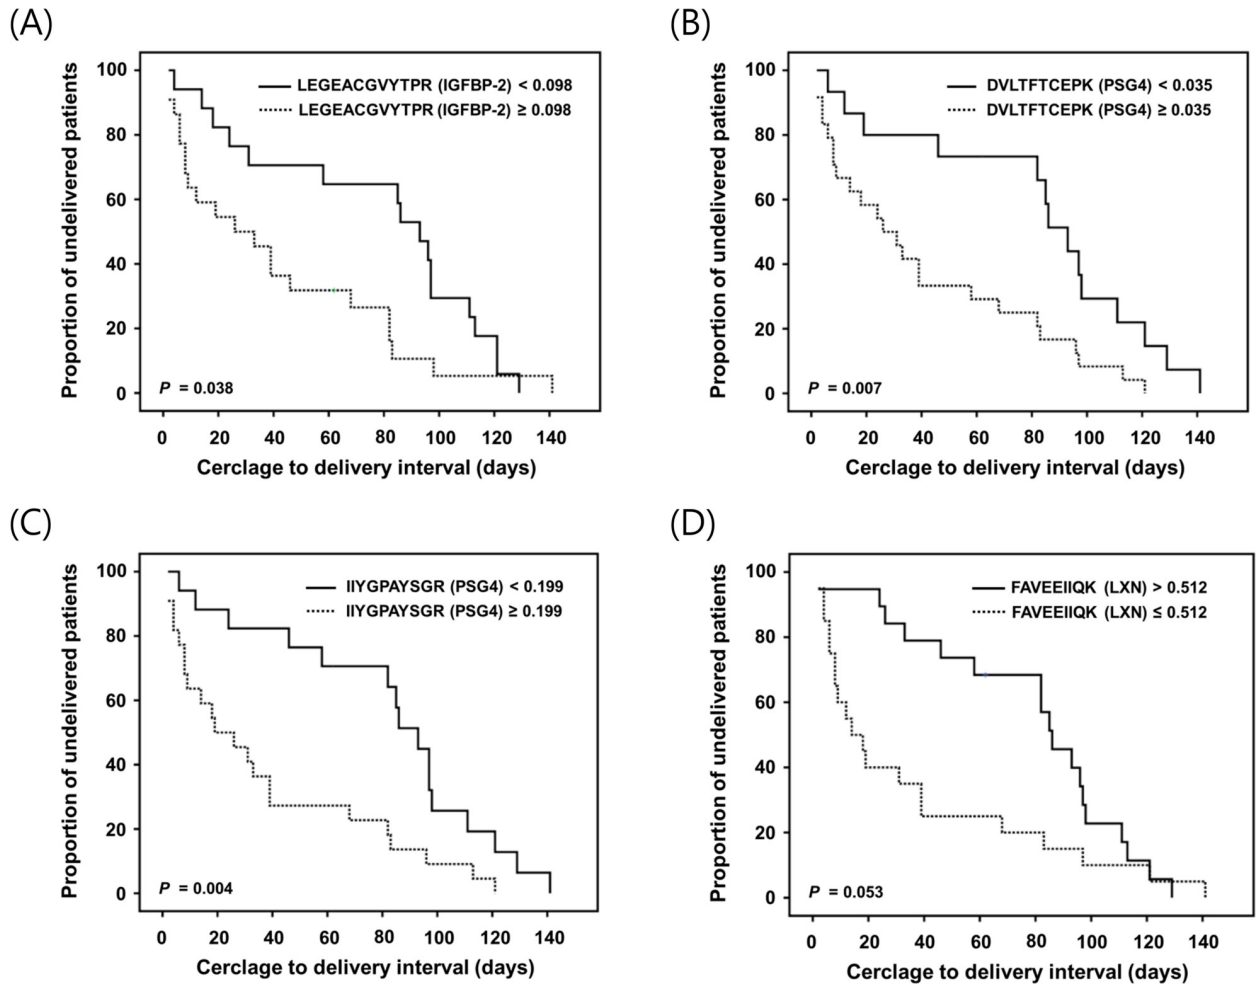 (A)
Proportion of undelivered patients
100
80
60
40
20
0
LEGEACGVYTPR (IGFBP-2) < 0.098
LEGEACGVYTPR (IGFBP-2) ≥ 0.098
P = 0.038
0 20 40 60 80 100 120 140
Cerclage to delivery interval (days)
(B)
Proportion of undelivered patients
100
80
60
40
20
0
DVLTFTCEPK (PSG4) < 0.035
DVLTFTCEPK (PSG4) ≥ 0.035
P = 0.007
0 20 40 60 80 100 120 140
Cerclage to delivery interval (days)
(C)
Proportion of undelivered patients
100
80
60
40
20
0
IIYGPAYSGR (PSG4) < 0.199
IIYGPAYSGR (PSG4) ≥ 0.199
P = 0.004
0 20 40 60 80 100 120 140
Cerclage to delivery interval (days)
(D)
Proportion of undelivered patients
100
80
60
40
20
0
FAVEEIIQK (LXN) > 0.512
FAVEEIIQK (LXN) ≤ 0.512
P = 0.053
0 20 40 60 80 100 120 140
Cerclage to delivery interval (days)